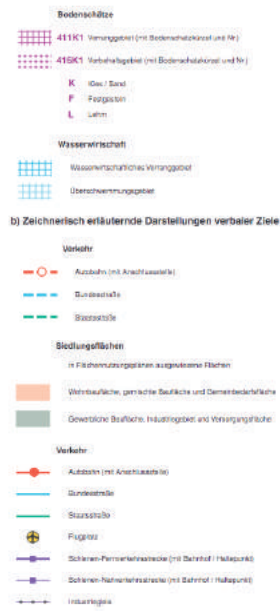 Bodenschätze
411K1 Vorranggebiet (mit Bodenschatzkürzel und Nr.)
415K1 Vorbehaltsgebiet (mit Bodenschatzkürzel und Nr.)
K Kies / Sand
F Festgestein
L Lehm
Wasserwirtschaft
Wasserwirtschaftliches Vorranggebiet
Überschwemmungsgebiet
b) Zeichnerisch erläuternde Darstellungen verbaler Ziele
Verkehr
Autobahn (mit Anschlussstelle)
Bundesstraße
Staatsstraße
Siedlungsflächen
in Flächennutzungsplänen ausgewiesene Flächen
Wohnbaufläche, gemischte Baufläche und Gemeinbedarfsfläche
Gewerbliche Baufläche, Industriegebiet und Versorgungsfläche
Verkehr
Autobahn (mit Anschlussstelle)
Bundesstraße
Staatsstraße
Flugplatz
Schienen-Fernverkehrsstrecke (mit Bahnhof / Haltepunkt)
Schienen-Nahverkehrsstrecke (mit Bahnhof / Haltepunkt)
Industriegleis